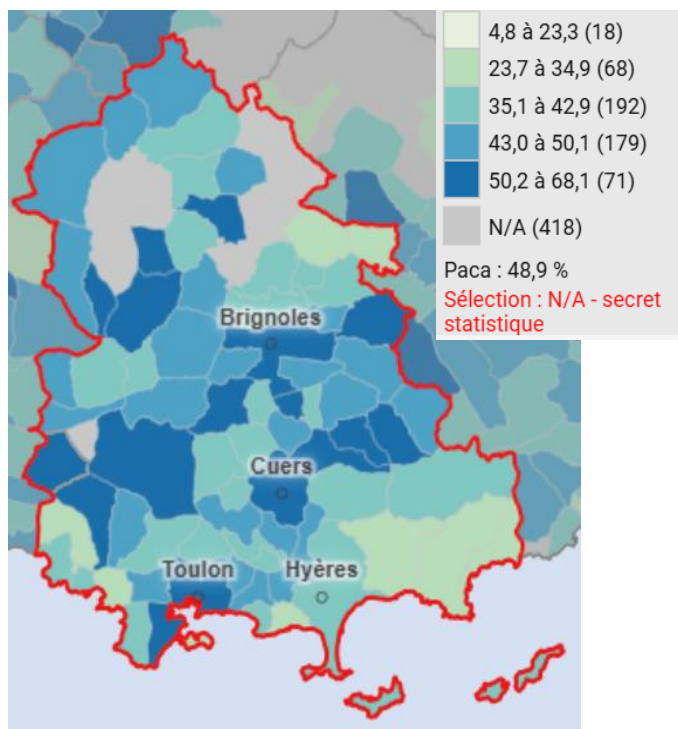 4,8 à 23,3 (18)
23,7 à 34,9 (68)
35,1 à 42,9 (192)
43,0 à 50,1 (179)
50,2 à 68,1 (71)
N/A (418)
Paca : 48,9 %
Sélection : N/A - secret
statistique
Brignoles
Cuers
Toulon
Hyères